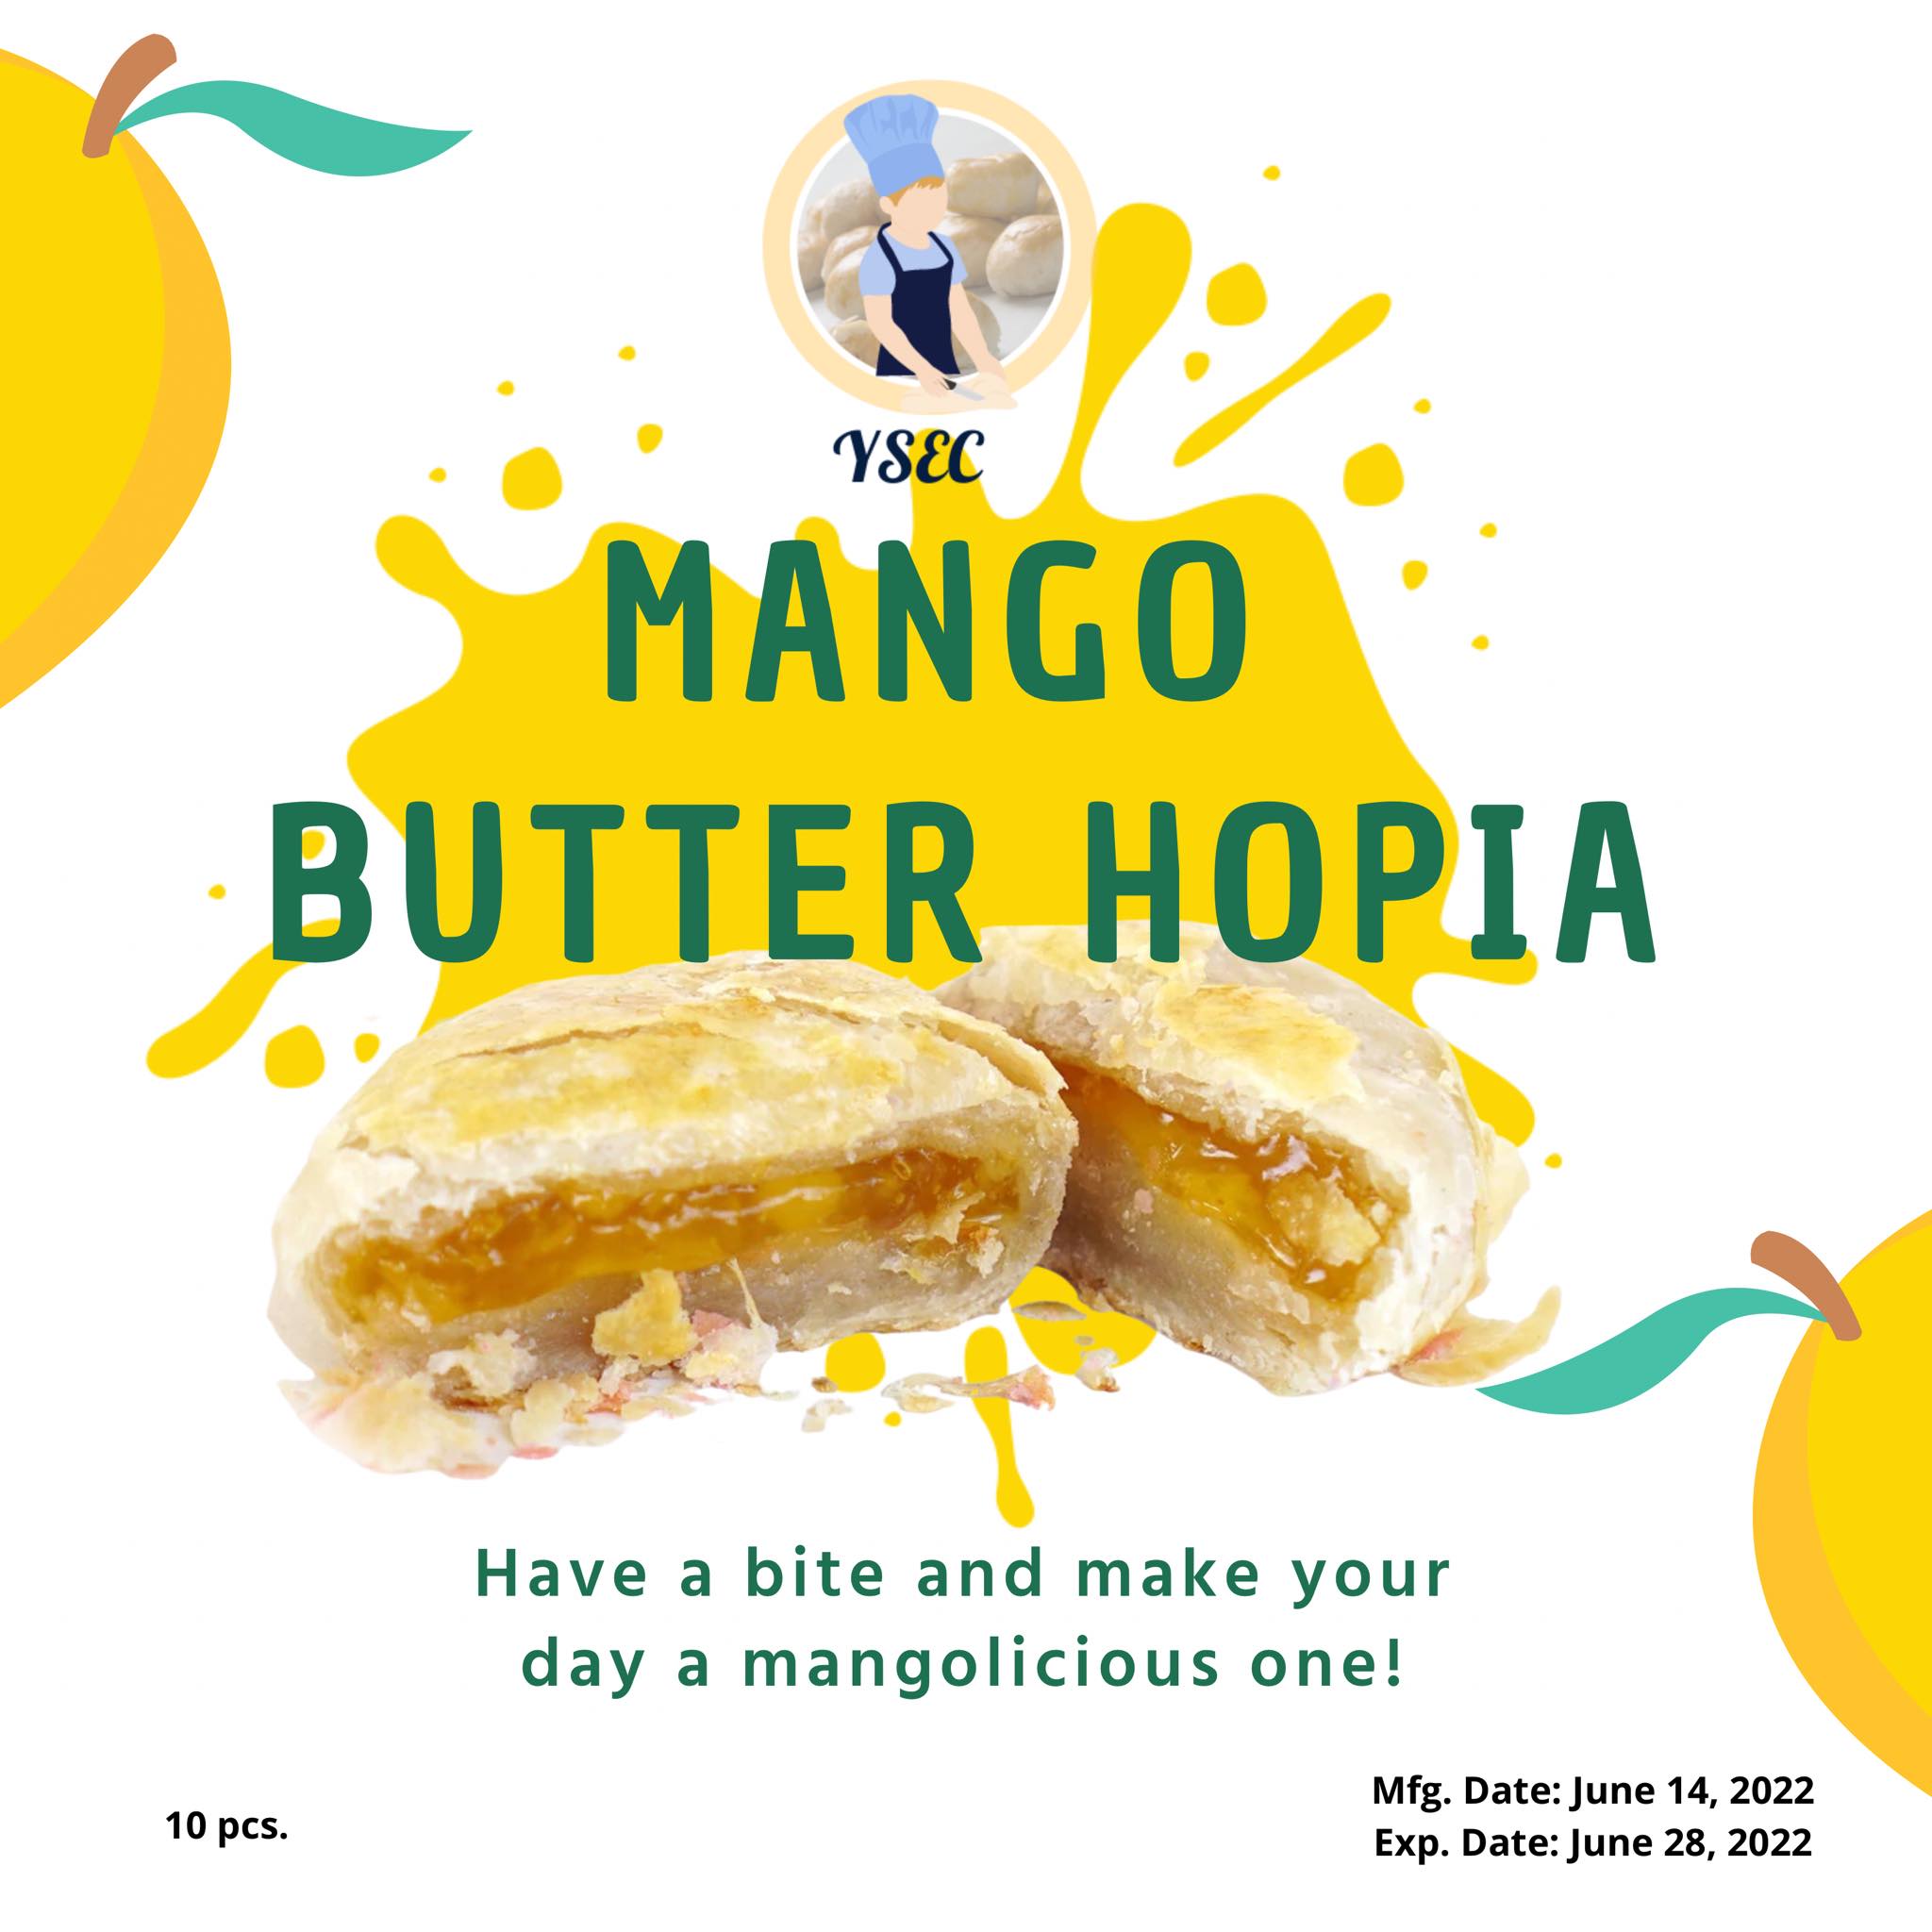 YSEC
MANGO
BUTTER HOPIA
Have a bite and make your
day a mangolicious one!
10 pcs.
Mfg. Date: June 14, 2022
Exp. Date: June 28, 2022